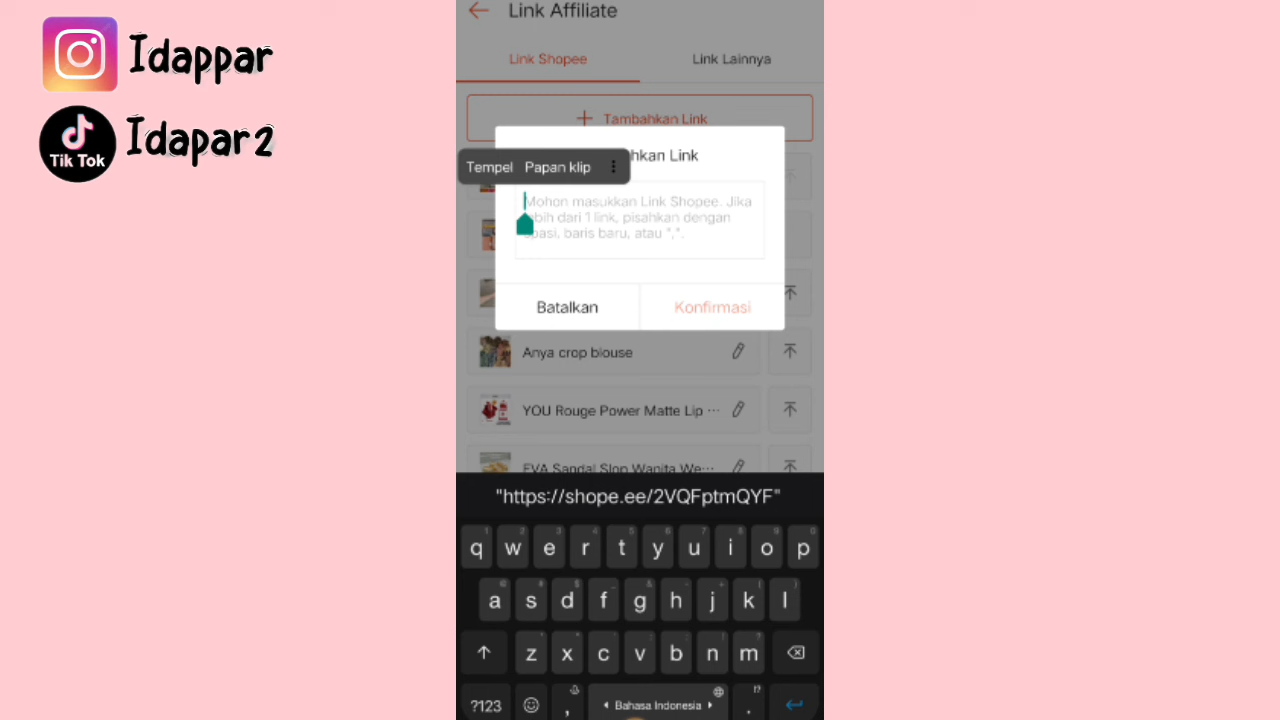 Idappar
Tik Tok
Idapar2
Link Affiliate
Link Shopee
Link Lainnya
Tambahkan Link
hkan Link
Tempel Papan klip
Mohon masukkan Link Shopee. Jika
ebih dari 1 link, pisahkan dengan
spasi, baris baru, atau ",".
Batalkan
Konfirmasi
Anya crop blouse
YOU Rouge Power Matte Lip ...
EVA Sandal Slop Wanita We...
"https://shope.ee/2VQFptmQYF"
q w e r t y u i o p
a s d f g h j k l
z x c v b n m
?123 , Bahasa Indonesia .